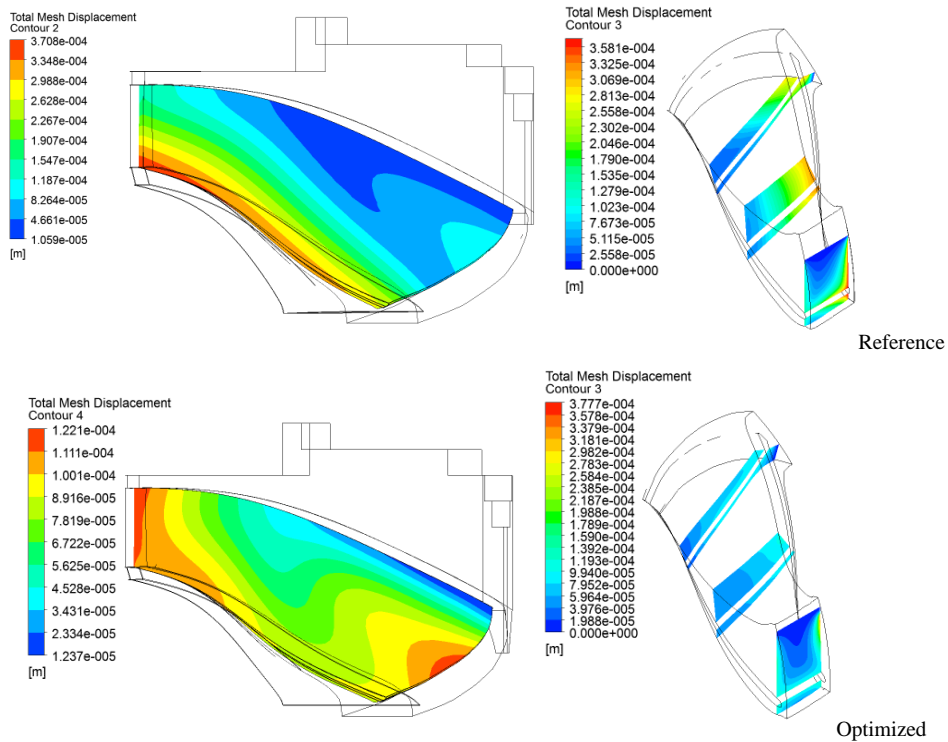 Total Mesh Displacement
Contour 2
3.708e-004
3.348e-004
2.988e-004
2.628e-004
2.267e-004
1.907e-004
1.547e-004
1.187e-004
8.264e-005
4.661e-005
1.059e-005
[m]
Total Mesh Displacement
Contour 3
3.581e-004
3.325e-004
3.069e-004
2.813e-004
2.558e-004
2.302e-004
2.046e-004
1.790e-004
1.535e-004
1.279e-004
1.023e-004
7.673e-005
5.115e-005
2.558e-005
0.000e+000
[m]
Reference
Total Mesh Displacement
Contour 4
1.221e-004
1.111e-004
1.001e-004
8.916e-005
7.819e-005
6.722e-005
5.625e-005
4.528e-005
3.431e-005
2.334e-005
1.237e-005
[m]
Total Mesh Displacement
Contour 3
3.777e-004
3.578e-004
3.379e-004
3.181e-004
2.982e-004
2.783e-004
2.584e-004
2.385e-004
2.187e-004
1.988e-004
1.789e-004
1.590e-004
1.392e-004
1.193e-004
9.940e-005
7.952e-005
5.964e-005
3.976e-005
1.988e-005
0.000e+000
[m]
Optimized